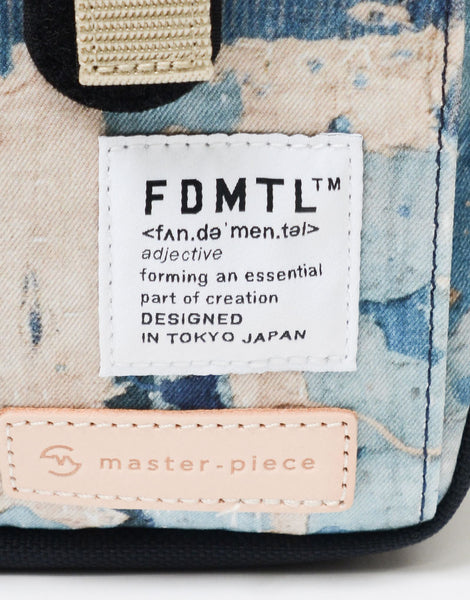 FDMTL™
<fʌn.də'men.təl>
adjective
forming an essential
part of creation
DESIGNED
IN TOKYO JAPAN
master-piece